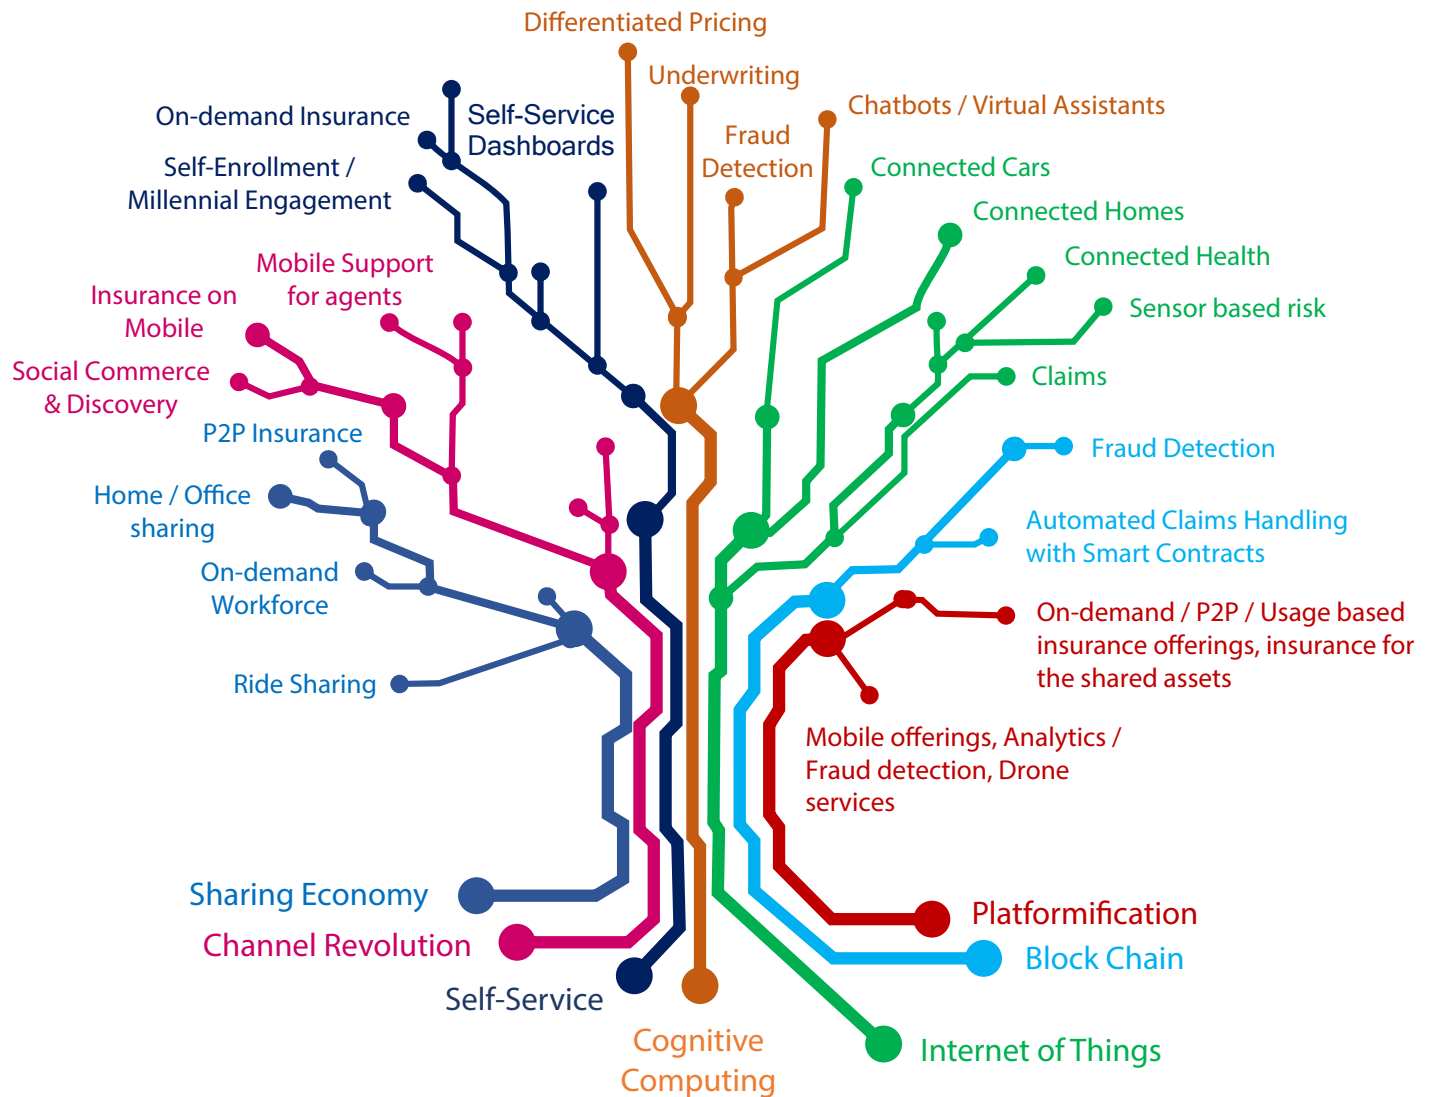 Differentiated Pricing
Underwriting
Chatbots / Virtual Assistants
On-demand Insurance
Self-Service
Dashboards
Fraud
Detection
Self-Enrollment /
Millennial Engagement
Connected Cars
Connected Homes
Connected Health
Mobile Support
for agents
Insurance on
Mobile
Sensor based risk
Social Commerce
& Discovery
Claims
P2P Insurance
Fraud Detection
Home / Office
sharing
Automated Claims Handling
with Smart Contracts
On-demand
Workforce
On-demand / P2P / Usage based
insurance offerings, insurance for
the shared assets
Ride Sharing
Mobile offerings, Analytics /
Fraud detection, Drone
services
Sharing Economy
Platformification
Channel Revolution
Block Chain
Self-Service
Cognitive
Computing
Internet of Things